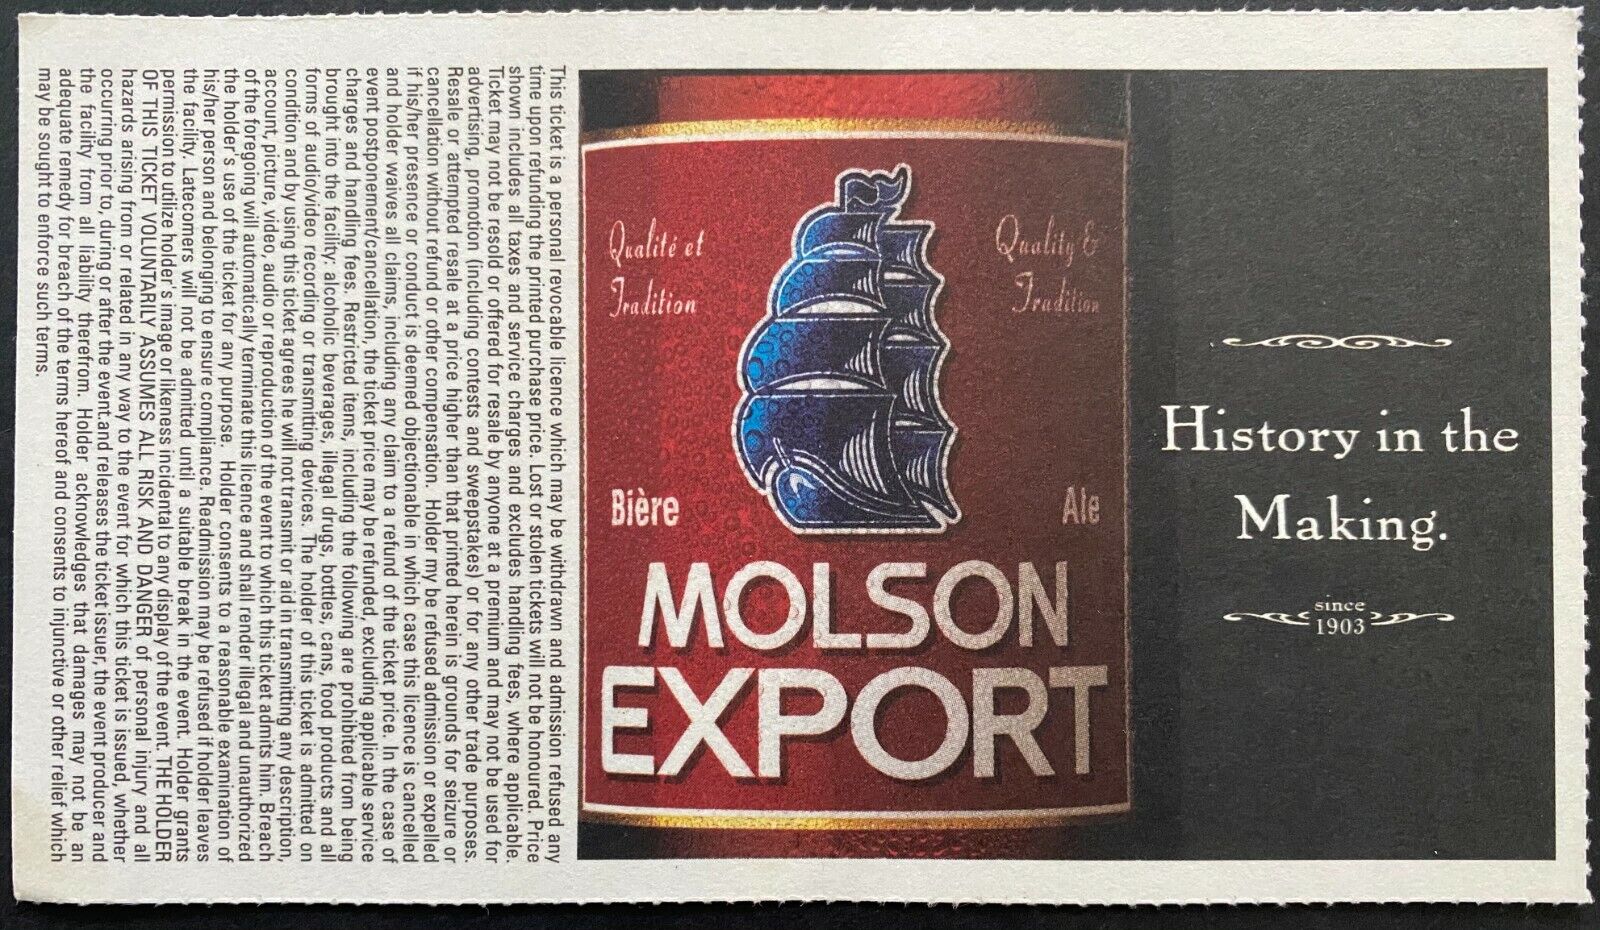 This ticket is a personal revocable licence which may be withdrawn and admission refused any
time upon refunding the printed purchase price. Lost or stolen tickets will not be honoured. Price
shown includes all taxes and service charges and excludes handling fees, where applicable.
Ticket may not be resold or offered for resale by anyone at a premium and may not be used for
advertising, promotion (including contests and sweepstakes) or for any other trade purposes.
Resale or attempted resale at a price higher than that printed herein is grounds for seizure or
cancellation without refund or other compensation. Holder my be refused admission or expelled
if his/her presence or conduct is deemed objectionable in which case this licence is cancelled
and holder waives all claims, including any claim to a refund of the ticket price. In the case of
event postponement/cancellation, the ticket price may be refunded, excluding applicable service
charges and handling fees. Restricted items, including the following are prohibited from being
brought into the facility: alcoholic beverages, illegal drugs, bottles, cans, food products and all
forms of audio/video recording or transmitting devices. The holder of this ticket is admitted on
condition and by using this ticket agrees he will not transmit or aid in transmitting any description,
account, picture, video, audio or reproduction of the event to which this ticket admits him. Breach
of the foregoing will automatically terminate this licence and shall render illegal and unauthorized
the holder's use of the ticket for any purpose. Holder consents to a reasonable examination of
his/her person and belonging to ensure compliance. Readmission may be refused if holder leaves
the facility. Latecomers will not be admitted until a suitable break in the event. Holder grants
permission to utilize holder's image or likeness incidental to any display of the event. THE HOLDER
OF THIS TICKET VOLUNTARILY ASSUMES ALL RISK AND DANGER of personal injury and all
hazards arising from or related in any way to the event for which this ticket is issued, whether
occurring prior to, during or after the event and releases the ticket issuer, the event producer and
the facility from all liability therefrom. Holder acknowledges that damages may not be an
adequate remedy for breach of the terms hereof and consents to injunctive or other relief which
may be sought to enforce such terms.
Qualité et
Tradition
Quality &
Tradition
Bière
Ale
MOLSON
EXPORT
History in the
Making.
since
1903